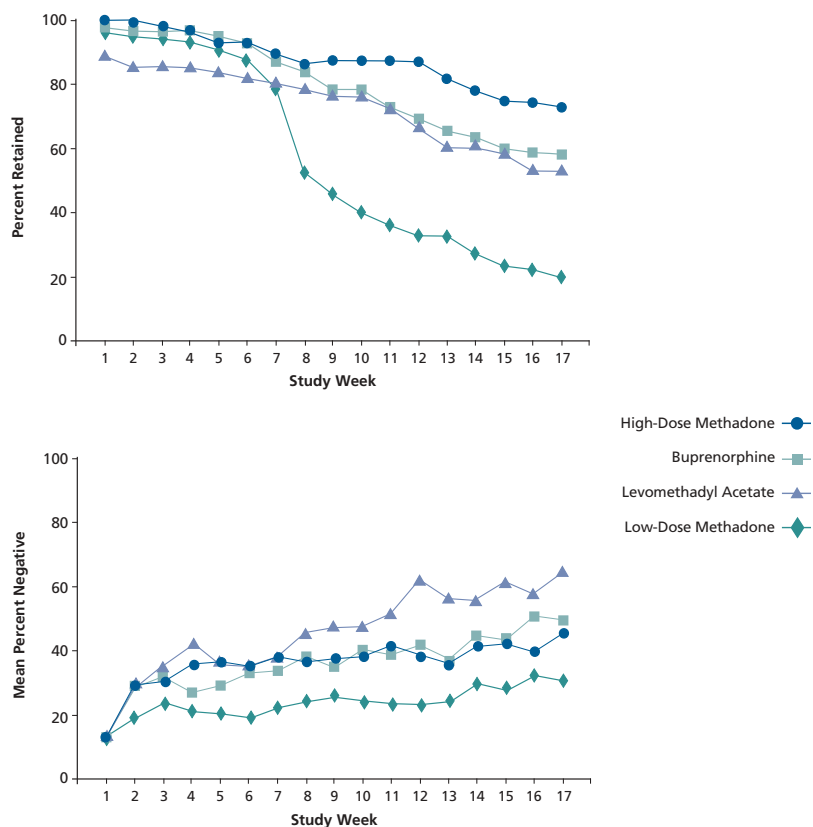 100
80
60
40
20
0
Percent Retained
1 2 3 4 5 6 7 8 9 10 11 12 13 14 15 16 17
Study Week
High-Dose Methadone
Buprenorphine
Levomethadyl Acetate
Low-Dose Methadone
100
80
60
40
20
0
Mean Percent Negative
1 2 3 4 5 6 7 8 9 10 11 12 13 14 15 16 17
Study Week